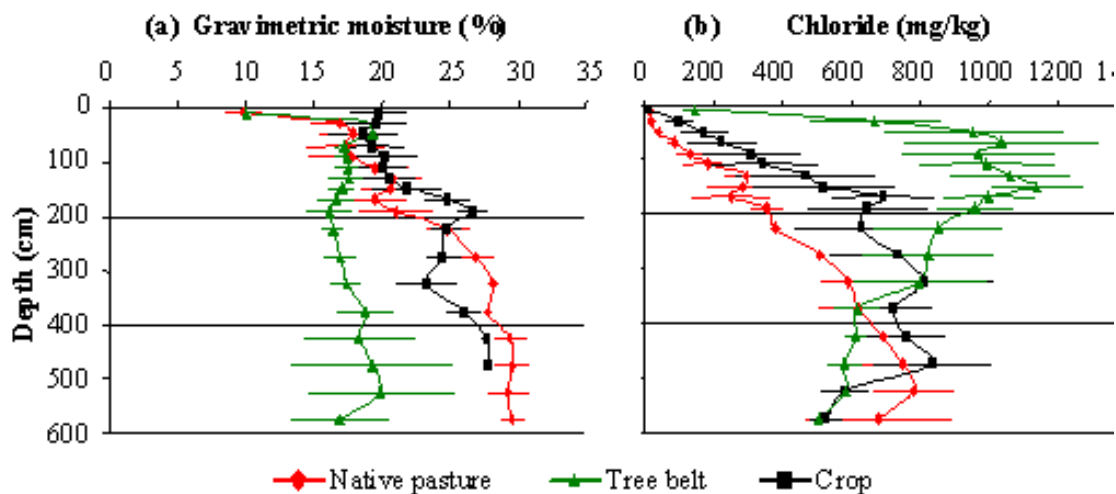 (a) Gravimetric moisture (%) (b) Chloride (mg/kg)
0 5 10 15 20 25 30 35 0 200 400 600 800 1000 1200 1
0
100
200
300
400
500
600
Depth (cm)
Native pasture Tree belt Crop